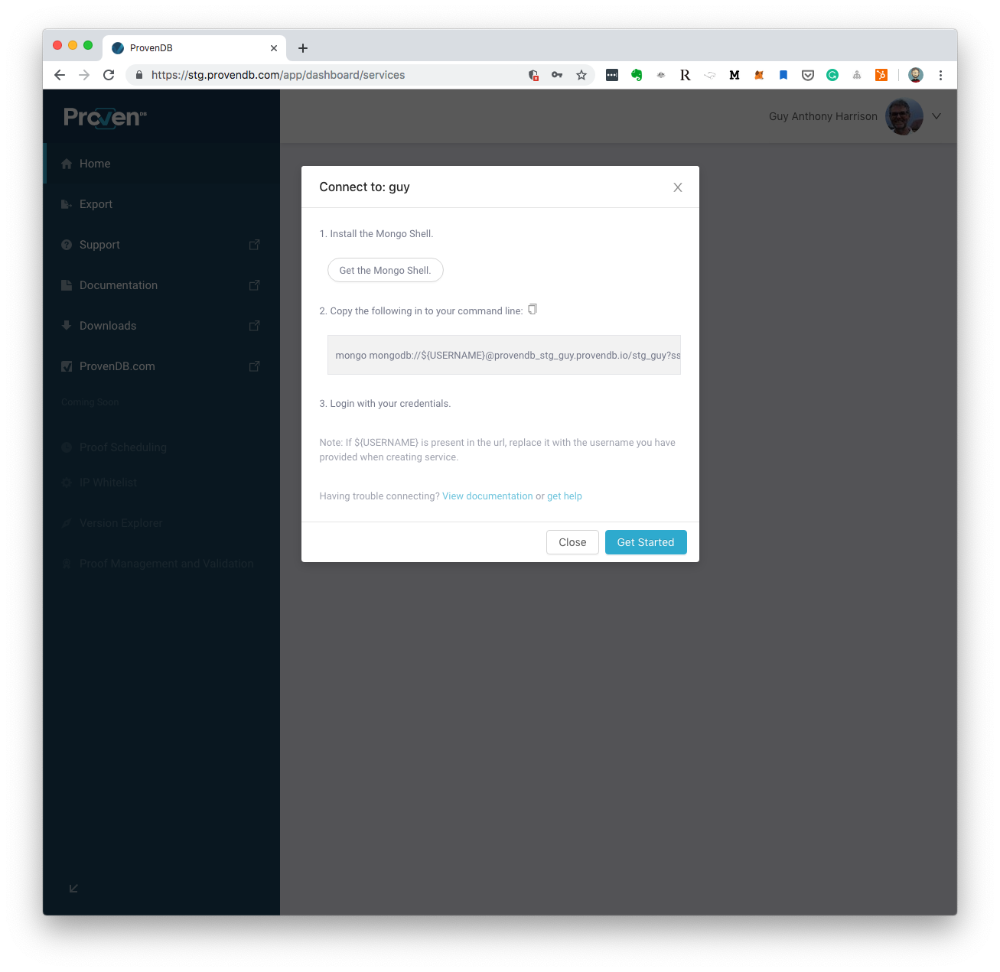 ProvenDB
https://stg.provendb.com/app/dashboard/services
R
M
G
Proven DB
Guy Anthony Harrison
Home
Export
Support
Documentation
Downloads
ProvenDB.com
Coming Soon
Proof Scheduling
IP Whitelist
Version Explorer
Proof Management and Validation
Connect to: guy
1. Install the Mongo Shell.
Get the Mongo Shell.
2. Copy the following in to your command line:
mongo mongodb://${USERNAME}@provendb_stg_guy.provendb.io/stg_guy?ss
3. Login with your credentials.
Note: If ${USERNAME} is present in the url, replace it with the username you have
provided when creating service.
Having trouble connecting? View documentation or get help
Close
Get Started